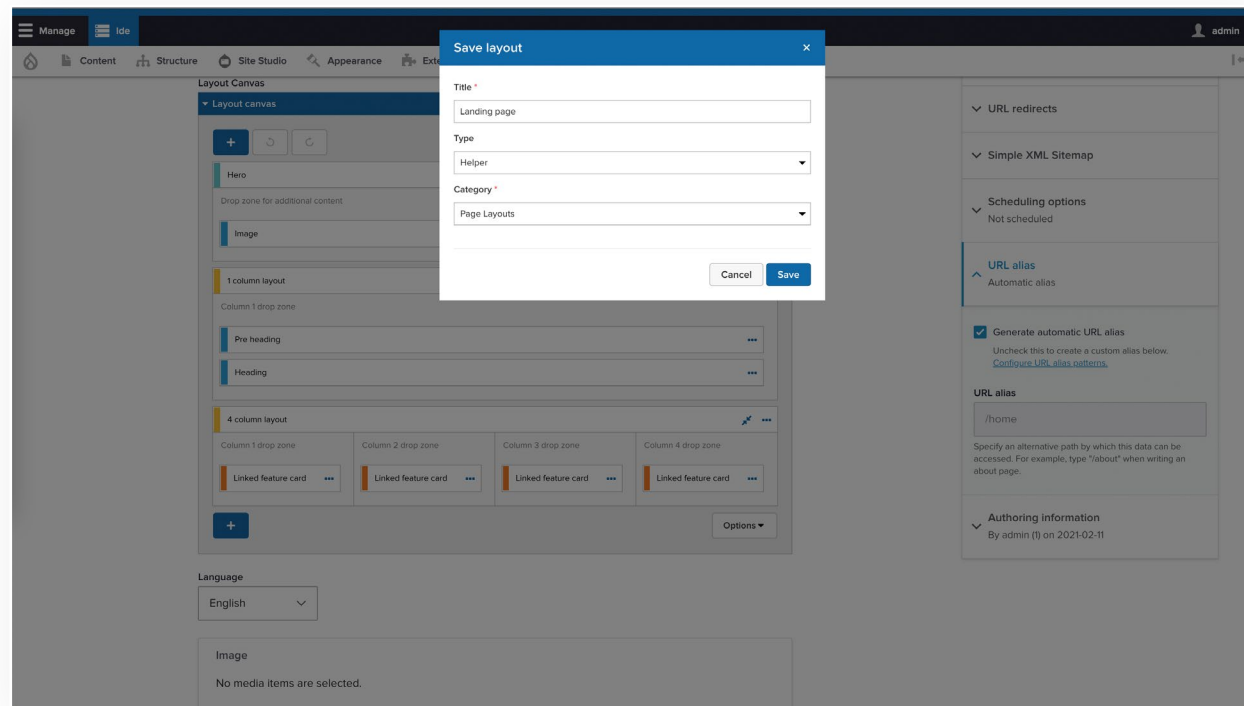 Manage
Ide
admin
Content
Structure
Site Studio
Appearance
Exte
Save layout
×
Title *
Landing page
Type
Helper
Category *
Page Layouts
Cancel
Save
Layout Canvas
Layout canvas
+
Hero
Drop zone for additional content
Image
1 column layout
Column 1 drop zone
Pre heading
Heading
4 column layout
Column 1 drop zone
Column 2 drop zone
Column 3 drop zone
Column 4 drop zone
Linked feature card
Linked feature card
Linked feature card
Linked feature card
+
Options
Language
English
Image
No media items are selected.
URL redirects
Simple XML Sitemap
Scheduling options
Not scheduled
URL alias
Automatic alias
Generate automatic URL alias
Uncheck this to create a custom alias below.
Configure URL alias patterns.
URL alias
/home
Specify an alternative path by which this data can be
accessed. For example, type "/about" when writing an
about page.
Authoring information
By admin (1) on 2021-02-11